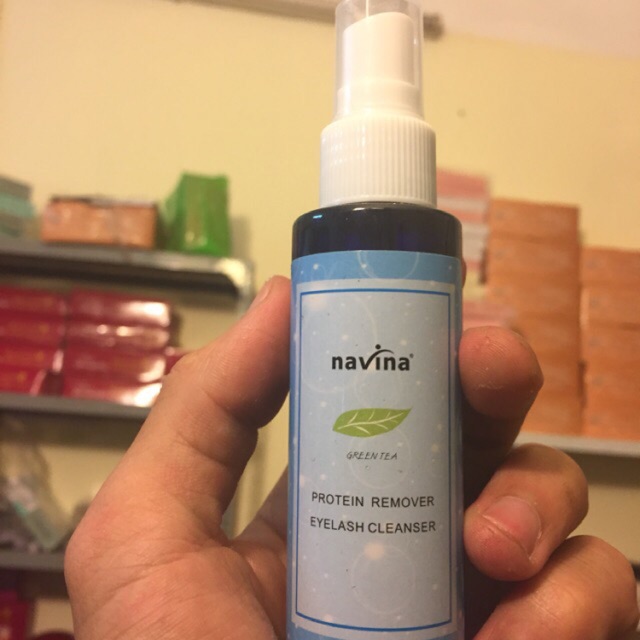 navina®
GREEN TEA
PROTEIN REMOVER
EYELASH CLEANSER